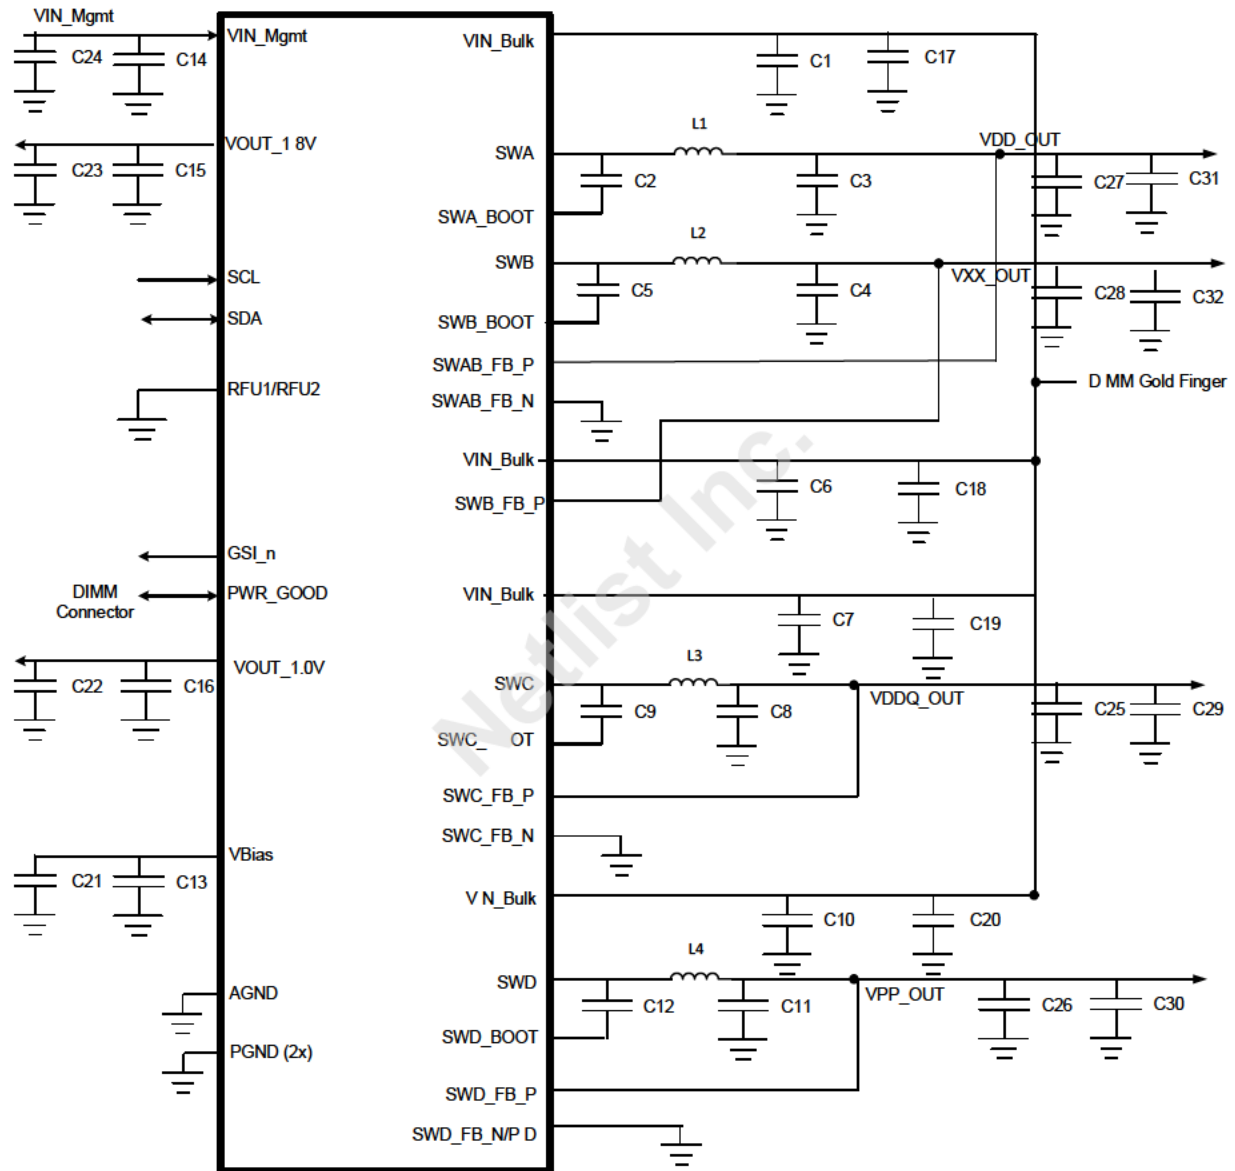 VIN_Mgmt
VIN_Mgmt
C24
C14
VOUT_1 8V
C23
C15
SCL
SDA
RFU1/RFU2
GSI_n
DIMM
Connector
PWR_GOOD
VOUT_1.0V
C22
C16
VBias
C21
C13
AGND
PGND (2x)
VIN_Bulk
C1
C17
L1
SWA
VDD_OUT
C2
C3
C27
C31
SWA_BOOT
L2
SWB
VXX_OUT
C5
C4
C28
C32
SWB_BOOT
SWAB_FB_P
D MM Gold Finger
SWAB_FB_N
VIN_Bulk
C6
C18
SWB_FB_P
VIN_Bulk
C7
C19
L3
SWC
VDDQ_OUT
C9
C8
C25
C29
SWC_ OT
SWC_FB_P
SWC_FB_N
V N_Bulk
C10
C20
L4
SWD
VPP_OUT
C12
C11
C26
C30
SWD_BOOT
SWD_FB_P
SWD_FB_N/P D
Netlist Inc.